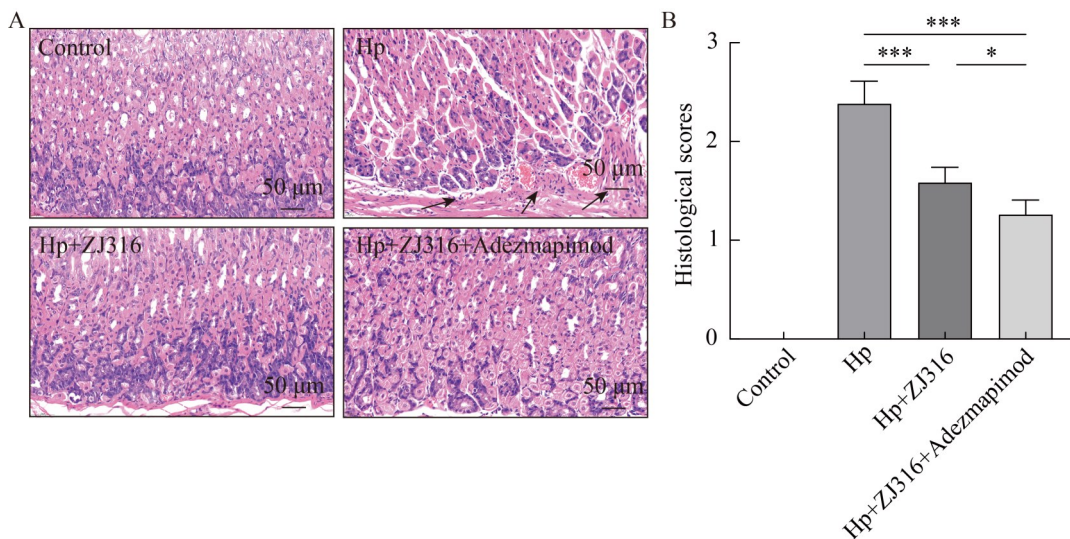 A
Control
50 μm
Hp
50 μm
Hp+ZJ316
50 μm
Hp+ZJ316+Adezmapimod
50 μm
B
***
***
*
3
2
1
0
Histological scores
Control
Hp
Hp+ZJ316
Hp+ZJ316+Adezmapimod